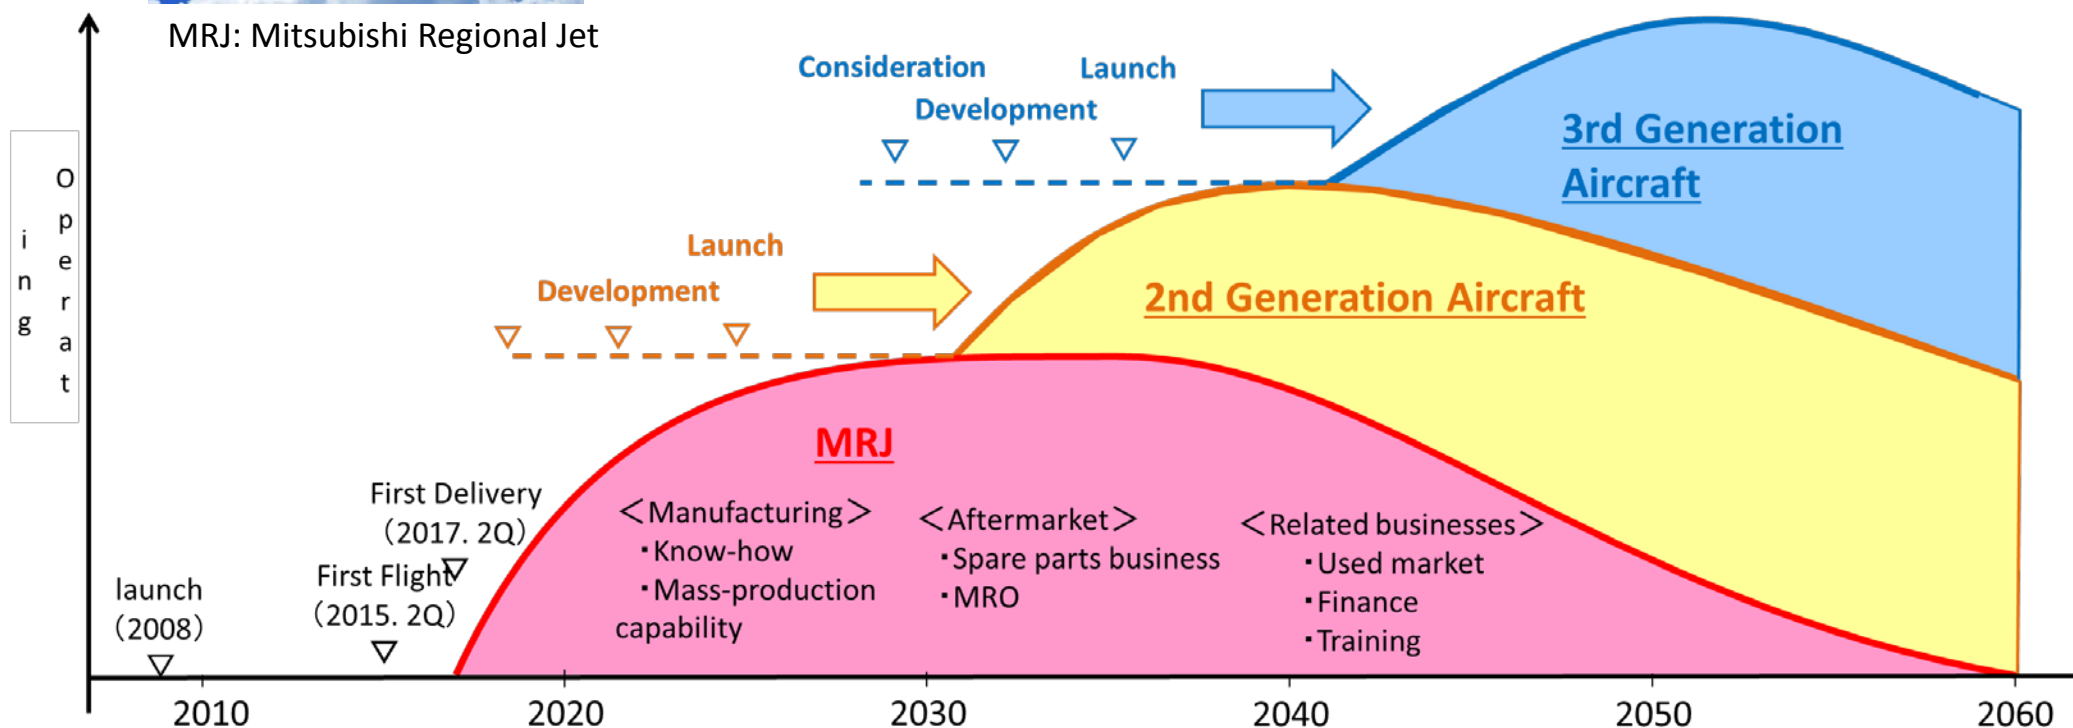 MRJ: Mitsubishi Regional Jet
Operat
ing
Consideration
Launch
Development
3rd Generation
Aircraft
Launch
Development
2nd Generation Aircraft
MRJ
First Delivery
（2017. 2Q）
First Flight
（2015. 2Q）
launch
（2008）
＜Manufacturing＞
・Know-how
・Mass-production
capability
＜Aftermarket＞
・Spare parts business
・MRO
＜Related businesses＞
・Used market
・Finance
・Training
2010 2020 2030 2040 2050 2060